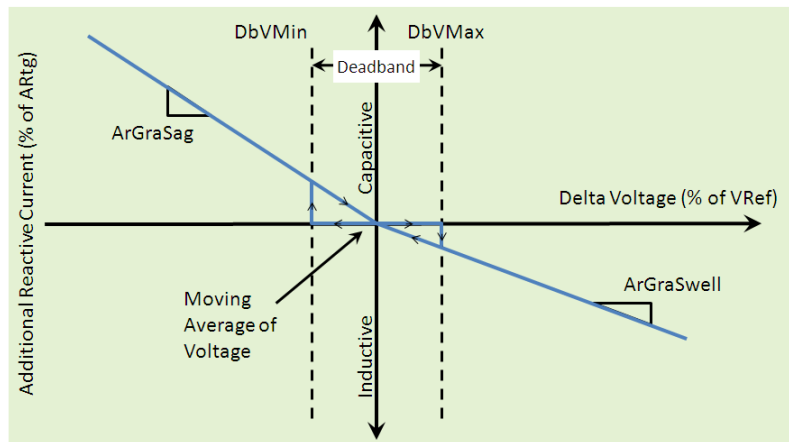 DbVMin
DbVMax
Deadband
ArGraSag
Additional Reactive Current (% of ARtg)
Capacitive
Delta Voltage (% of VRef)
Moving
Average of
Voltage
Inductive
ArGraSwell